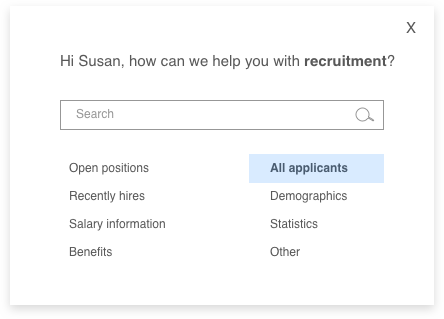 X
Hi Susan, how can we help you with recruitment?
Search
Open positions
All applicants
Recently hires
Demographics
Salary information
Statistics
Benefits
Other